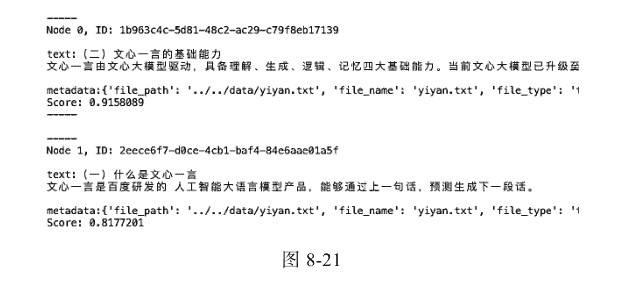 -----
Node 0, ID: 1b963c4c-5d81-48c2-ac29-c79f8eb17139
text:（二）文心一言的基础能力
文心一言由文心大模型驱动，具备理解、生成、逻辑、记忆四大基础能力。当前文心大模型已升级至
metadata:{'file_path': '../../data/yiyan.txt', 'file_name': 'yiyan.txt', 'file_type': 't
Score: 0.9158089
-----
-----
Node 1, ID: 2eece6f7-d0ce-4cb1-baf4-84e6aae01a5f
text:（一）什么是文心一言
文心一言是百度研发的 人工智能大语言模型产品，能够通过上一句话，预测生成下一段话。
metadata:{'file_path': '../../data/yiyan.txt', 'file_name': 'yiyan.txt', 'file_type': 't
Score: 0.8177201
图 8-21